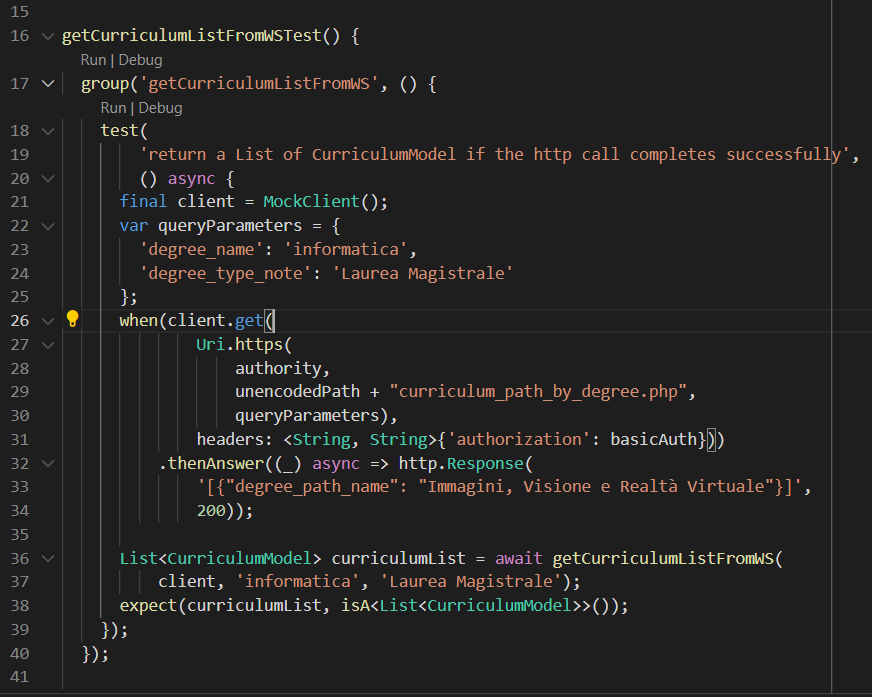 15
16 getCurriculumListFromWSTest() {
Run | Debug
17 group('getCurriculumListFromWS', () {
Run | Debug
18 test(
19 'return a List of CurriculumModel if the http call completes successfully',
20 () async {
21 final client = MockClient();
22 var queryParameters = {
23 'degree_name': 'informatica',
24 'degree_type_note': 'Laurea Magistrale'
25 };
26 when(client.get(
27 Uri.https(
28 authority,
29 unencodedPath + "curriculum_path_by_degree.php",
30 queryParameters),
31 headers: <String, String>{'authorization': basicAuth}))
32 .thenAnswer((_) async => http.Response(
33 '[{"degree_path_name": "Immagini, Visione e Realtà Virtuale"}]',
34 200));
35
36 List<CurriculumModel> curriculumList = await getCurriculumListFromWS(
37 client, 'informatica', 'Laurea Magistrale');
38 expect(curriculumList, isA<List<CurriculumModel>>());
39 });
40 });
41